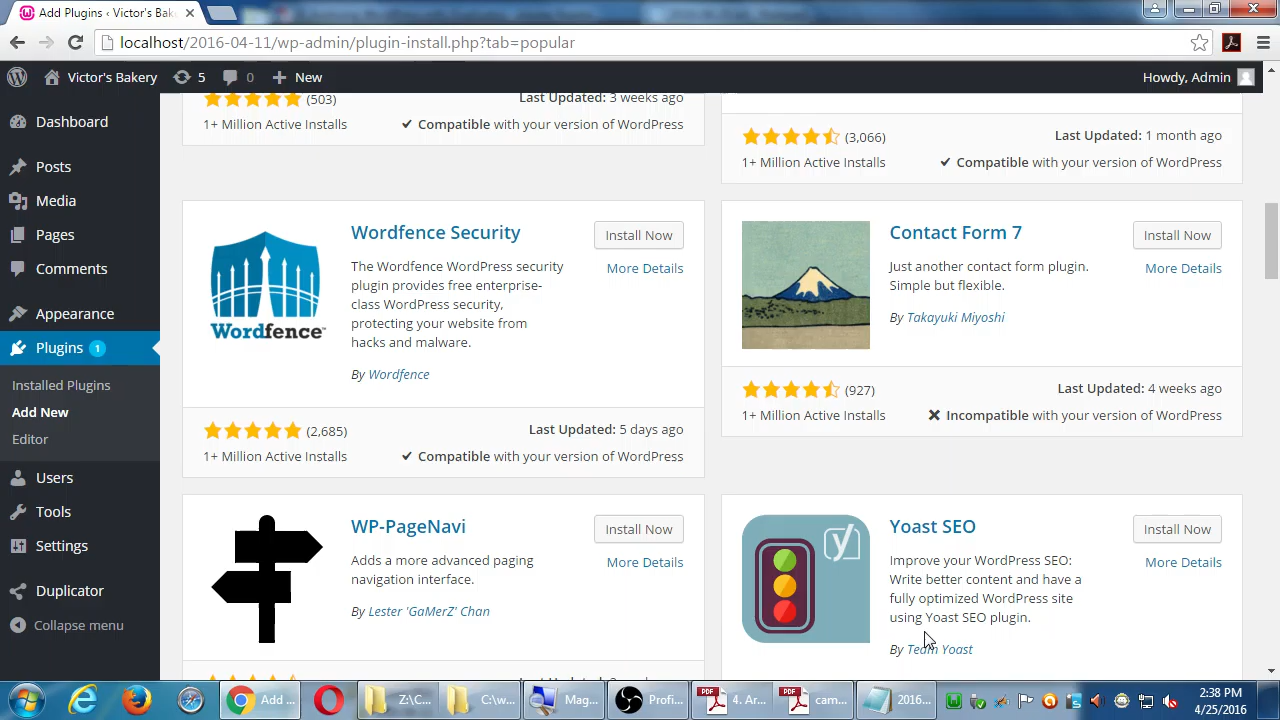 Add Plugins ‹ Victor's Bak
localhost/2016-04-11/wp-admin/plugin-install.php?tab=popular
Victor's Bakery
5
0
New
Howdy, Admin
Dashboard
Posts
Media
Pages
Comments
Appearance
Plugins 1
Installed Plugins
Add New
Editor
Users
Tools
Settings
Duplicator
Collapse menu
(503)
Last Updated: 3 weeks ago
1+ Million Active Installs
Compatible with your version of WordPress
(3,066)
Last Updated: 1 month ago
1+ Million Active Installs
Compatible with your version of WordPress
Wordfence
Wordfence Security
Install Now
More Details
The Wordfence WordPress security
plugin provides free enterprise-
class WordPress security,
protecting your website from
hacks and malware.
By Wordfence
(2,685)
Last Updated: 5 days ago
1+ Million Active Installs
Compatible with your version of WordPress
Contact Form 7
Install Now
More Details
Just another contact form plugin.
Simple but flexible.
By Takayuki Miyoshi
(927)
Last Updated: 4 weeks ago
1+ Million Active Installs
Incompatible with your version of WordPress
WP-PageNavi
Install Now
More Details
Adds a more advanced paging
navigation interface.
By Lester 'GaMerZ' Chan
y
Yoast SEO
Install Now
More Details
Improve your WordPress SEO:
Write better content and have a
fully optimized WordPress site
using Yoast SEO plugin.
By Team Yoast
Add ...
Z:\C...
C:\w...
Mag...
Profi...
PDF
4. Ar...
PDF
cam...
2016...
2:38 PM
4/25/2016